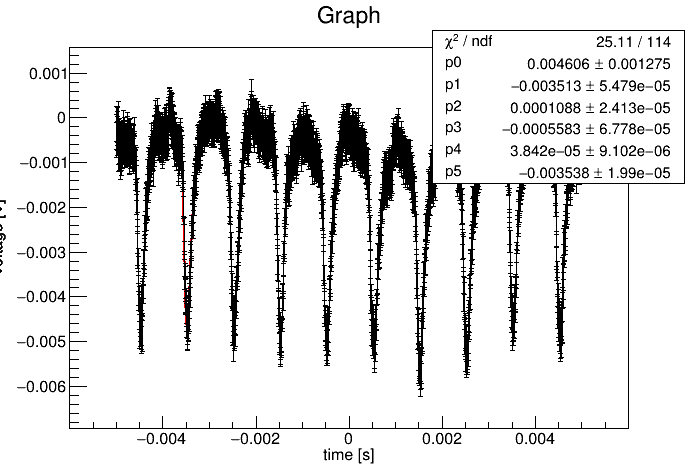 Graph
χ² / ndf 25.11 / 114
p0 0.004606 ± 0.001275
p1 −0.003513 ± 5.479e−05
p2 0.0001088 ± 2.413e−05
p3 −0.0005583 ± 6.778e−05
p4 3.842e−05 ± 9.102e−06
p5 −0.003538 ± 1.99e−05
0.001
0
−0.001
−0.002
−0.003
−0.004
−0.005
−0.006
−0.004 −0.002 0 0.002 0.004
time [s]